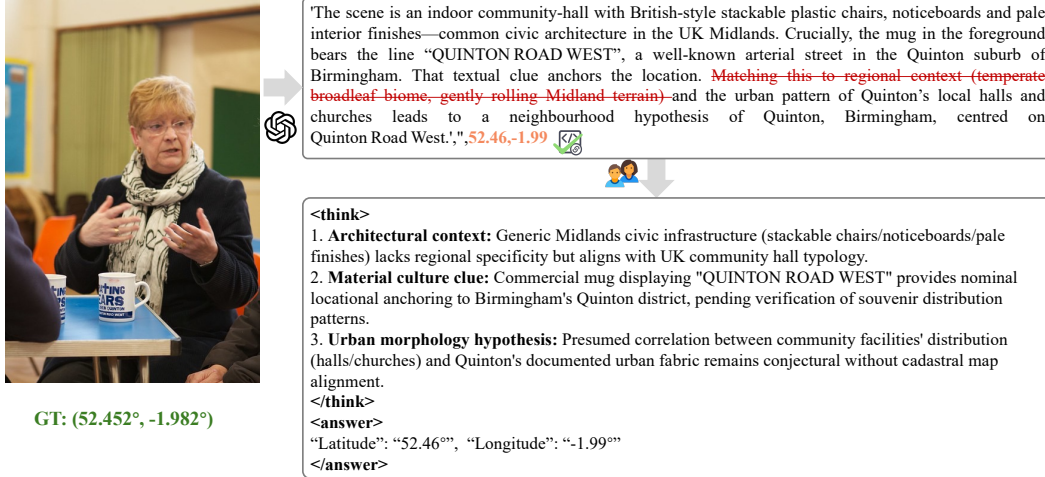 'The scene is an indoor community-hall with British-style stackable plastic chairs, noticeboards and pale
interior finishes—common civic architecture in the UK Midlands. Crucially, the mug in the foreground
bears the line “QUINTON ROAD WEST”, a well-known arterial street in the Quinton suburb of
Birmingham. That textual clue anchors the location. Matching this to regional context (temperate
broadleaf biome, gently rolling Midland terrain) and the urban pattern of Quinton’s local halls and
churches leads to a neighbourhood hypothesis of Quinton, Birmingham, centred on
Quinton Road West.','',52.46,-1.99
<think>
1. Architectural context: Generic Midlands civic infrastructure (stackable chairs/noticeboards/pale
finishes) lacks regional specificity but aligns with UK community hall typology.
2. Material culture clue: Commercial mug displaying "QUINTON ROAD WEST" provides nominal
locational anchoring to Birmingham's Quinton district, pending verification of souvenir distribution
patterns.
3. Urban morphology hypothesis: Presumed correlation between community facilities' distribution
(halls/churches) and Quinton's documented urban fabric remains conjectural without cadastral map
alignment.
</think>
<answer>
“Latitude”: “52.46°”, “Longitude”: “-1.99°”
</answer>
GT: (52.452°, -1.982°)